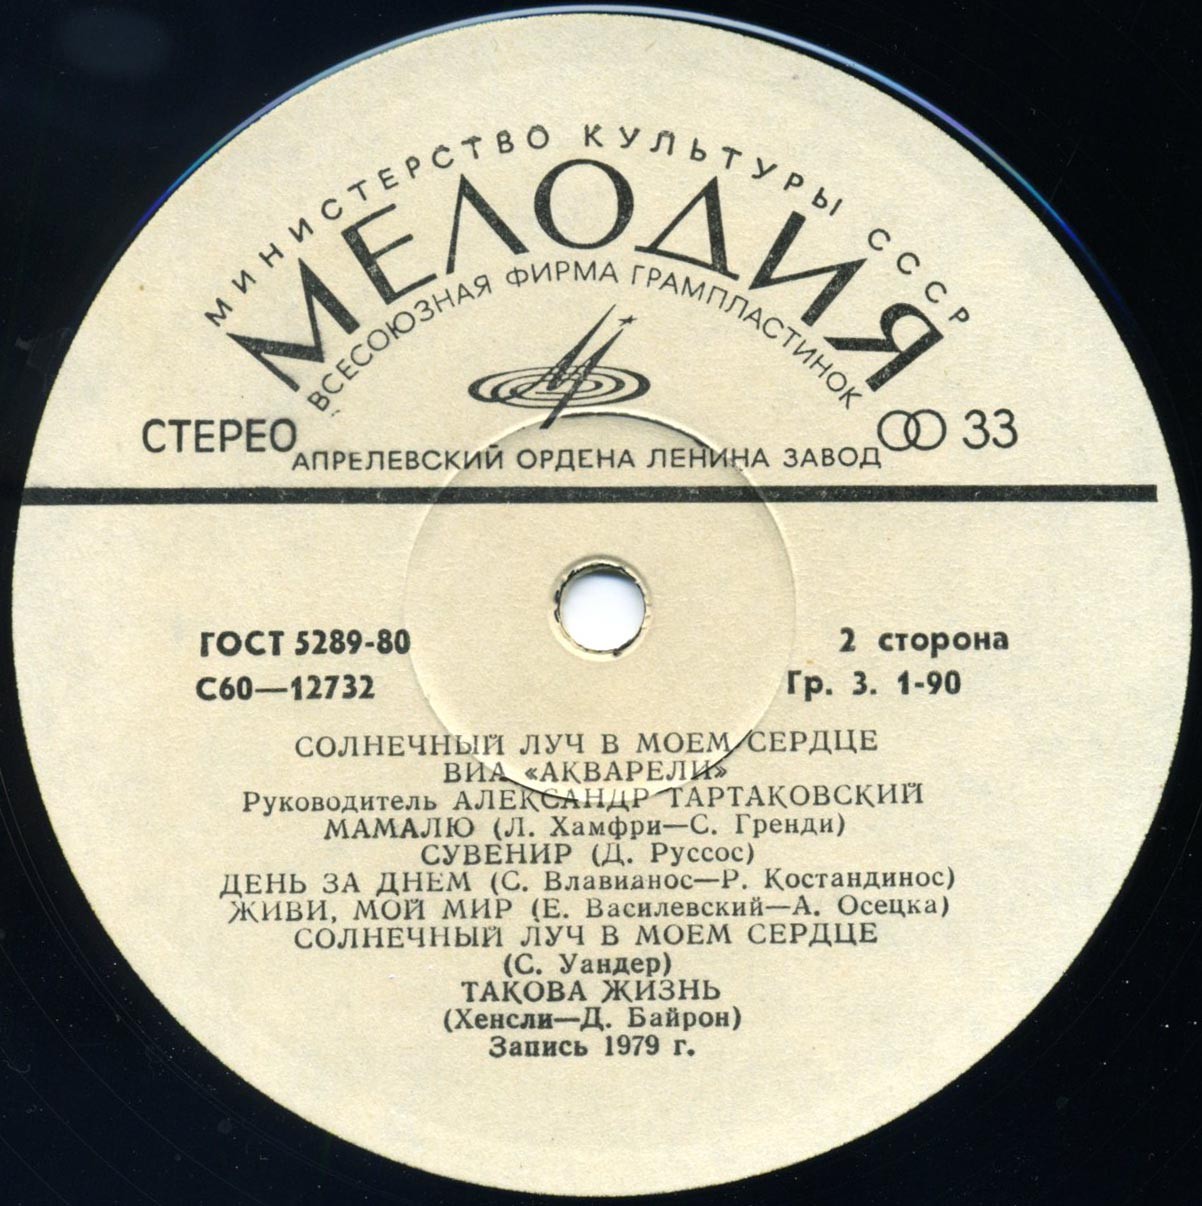 МИНИСТЕРСТВО КУЛЬТУРЫ СССР
МЕЛОДИЯ
ВСЕСОЮЗНАЯ ФИРМА ГРАМПЛАСТИНОК
СТЕРЕО
33
АПРЕЛЕВСКИЙ ОРДЕНА ЛЕНИНА ЗАВОД
ГОСТ 5289-80
2 сторона
С60—12732
Гр. 3. 1-90
СОЛНЕЧНЫЙ ЛУЧ В МОЕМ СЕРДЦЕ
ВИА «АКВАРЕЛИ»
Руководитель АЛЕКСАНДР ТАРТАКОВСКИЙ
МАМАЛЮ (Л. Хамфри—С. Гренди)
СУВЕНИР (Д. Руссос)
ДЕНЬ ЗА ДНЕМ (С. Влавианос—Р. Костандинос)
ЖИВИ, МОЙ МИР (Е. Василевский—А. Осецка)
СОЛНЕЧНЫЙ ЛУЧ В МОЕМ СЕРДЦЕ
(С. Уандер)
ТАКОВА ЖИЗНЬ
(Хенсли—Д. Байрон)
Запись 1979 г.